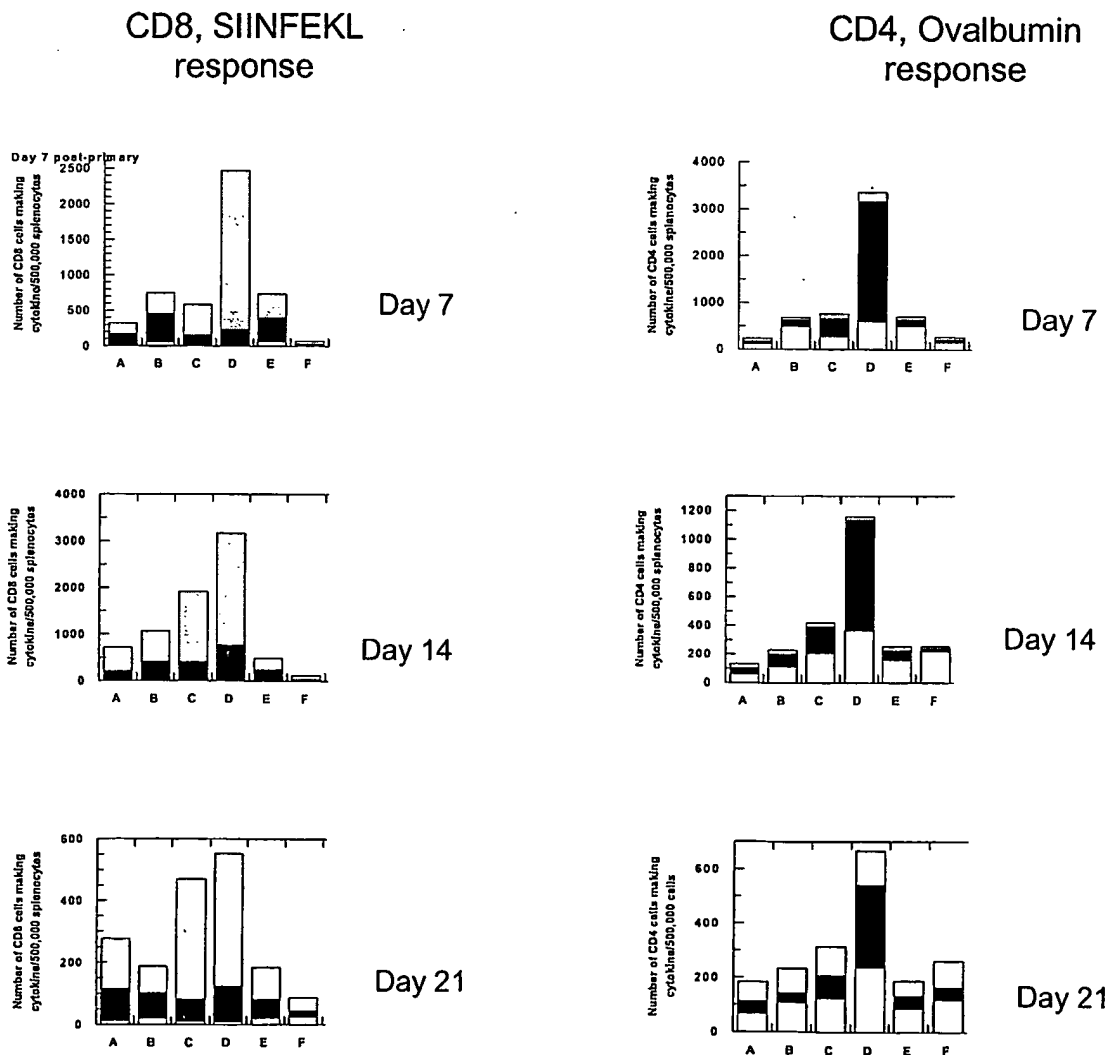 CD8, SIINFEKL
response
CD4, Ovalbumin
response
Day 7 post-primary
Number of CD8 cells making
cytokine/500,000 splenocytes
2500
2000
1500
1000
500
0
A B C D E F
Day 7
Number of CD4 cells making
cytokine/500,000 splenocytes
4000
3000
2000
1000
0
A B C D E F
Day 7
Number of CD8 cells making
cytokine/500,000 splenocytes
4000
3000
2000
1000
0
A B C D E F
Day 14
Number of CD4 cells making
cytokine/500,000 splenocytes
1200
1000
800
600
400
200
0
A B C D E F
Day 14
Number of CD8 cells making
cytokine/500,000 splenocytes
600
400
200
0
A B C D E F
Day 21
Number of CD4 cells making
cytokine/500,000 cells
600
400
200
0
A B C D E F
Day 21